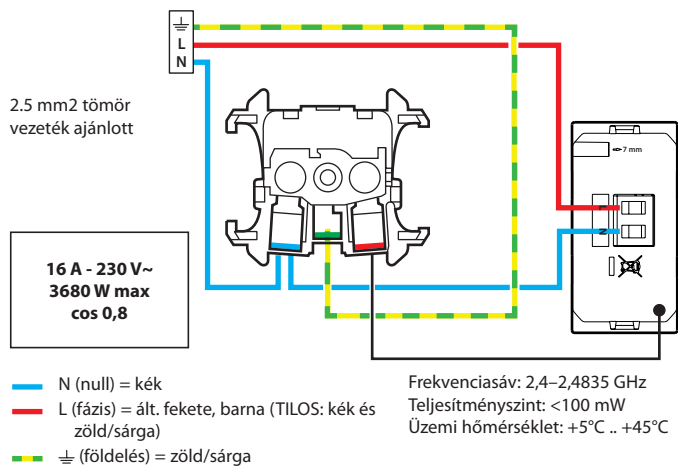 L
N
2.5 mm2 tömör
vezeték ajánlott
7 mm
L
N
16 A - 230 V~
3680 W max
cos 0,8
N (null) = kék
L (fázis) = ált. fekete, barna (TILOS: kék és
zöld/sárga)
⏚ (földelés) = zöld/sárga
Frekvenciasáv: 2,4–2,4835 GHz
Teljesítményszint: <100 mW
Üzemi hőmérséklet: +5°C .. +45°C